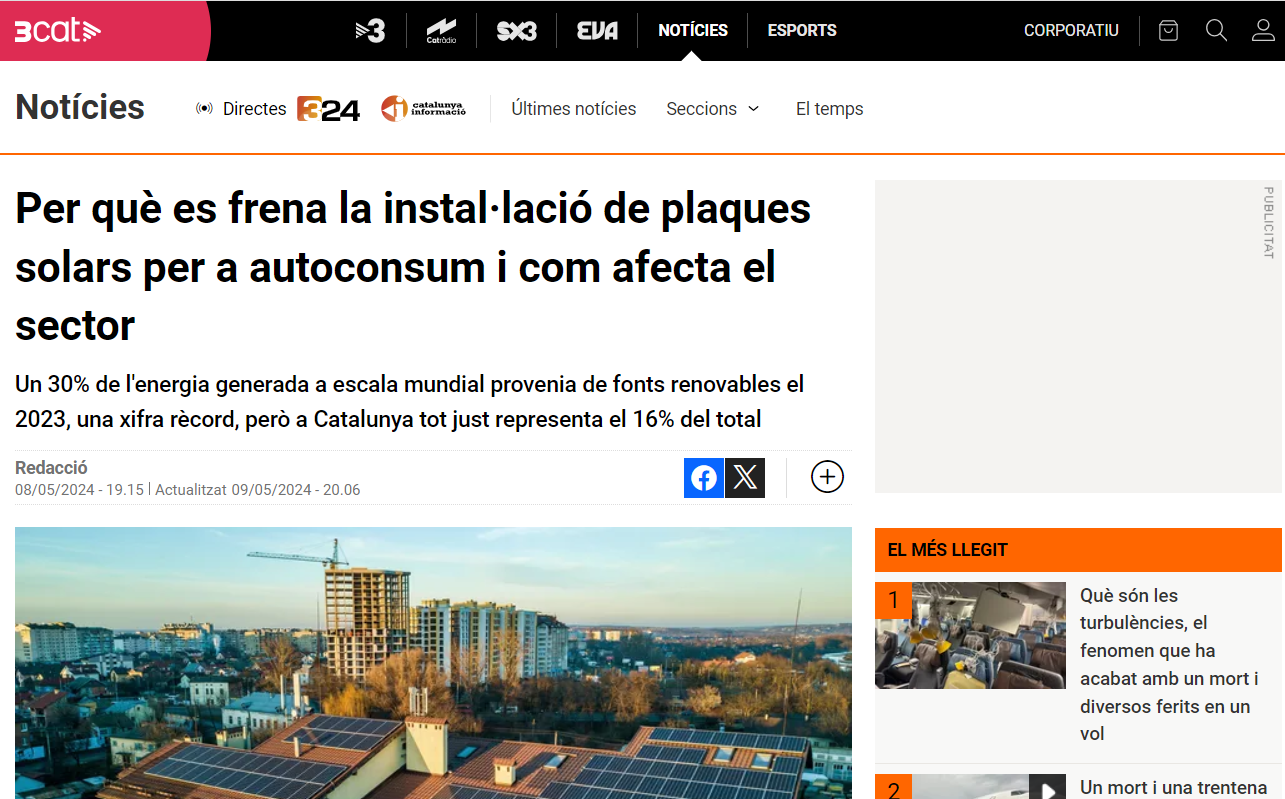 3cat
3
Catràdio
SX3
EVA
NOTÍCIES
ESPORTS
CORPORATIU
Notícies
Directes
324
catalunya
informació
Últimes notícies
Seccions
El temps
Per què es frena la instal·lació de plaques
solars per a autoconsum i com afecta el
sector
Un 30% de l'energia generada a escala mundial provenia de fonts renovables el
2023, una xifra rècord, però a Catalunya tot just representa el 16% del total
Redacció
08/05/2024 - 19.15 | Actualitzat 09/05/2024 - 20.06
PUBLICITAT
EL MÉS LLEGIT
1
Què són les
turbulències, el
fenomen que ha
acabat amb un mort i
diversos ferits en un
vol
2
Un mort i una trentena